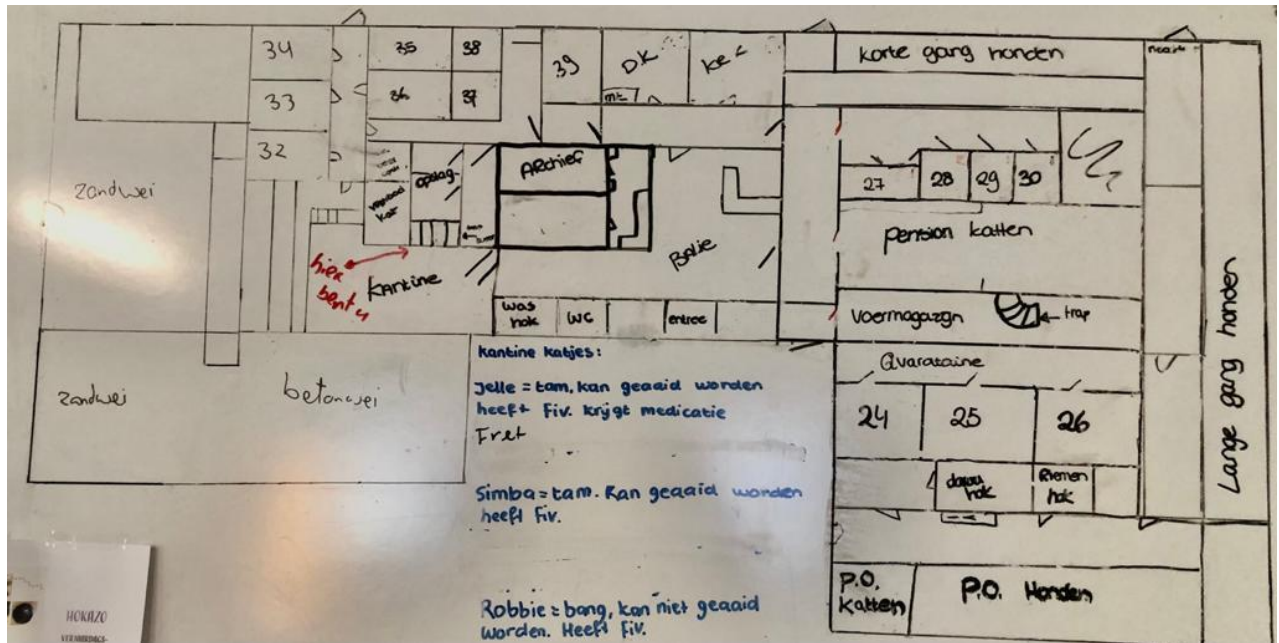 34
35
38
33
36
37
32
39
DK
mt
korte gang honden
zandwei
opslag
ARchief
27
28
29
30
pension katten
Balie
hier
bent u
kantine
was
hok
WC
entree
voermagazijn
trap
Quarataine
24
25
26
douw
hok
Riemen
hok
Lange gang honden
P.O.
Katten
P.O. Honden
zandwei
betonwei
kantine katjes:
Jelle = tam, kan geaaid worden
heeft Fiv. krijgt medicatie
Fret
Simba = tam. Kan geaaid worden
heeft Fiv.
Robbie = bang, kan niet geaaid
worden. Heeft Fiv.
HOKAZO